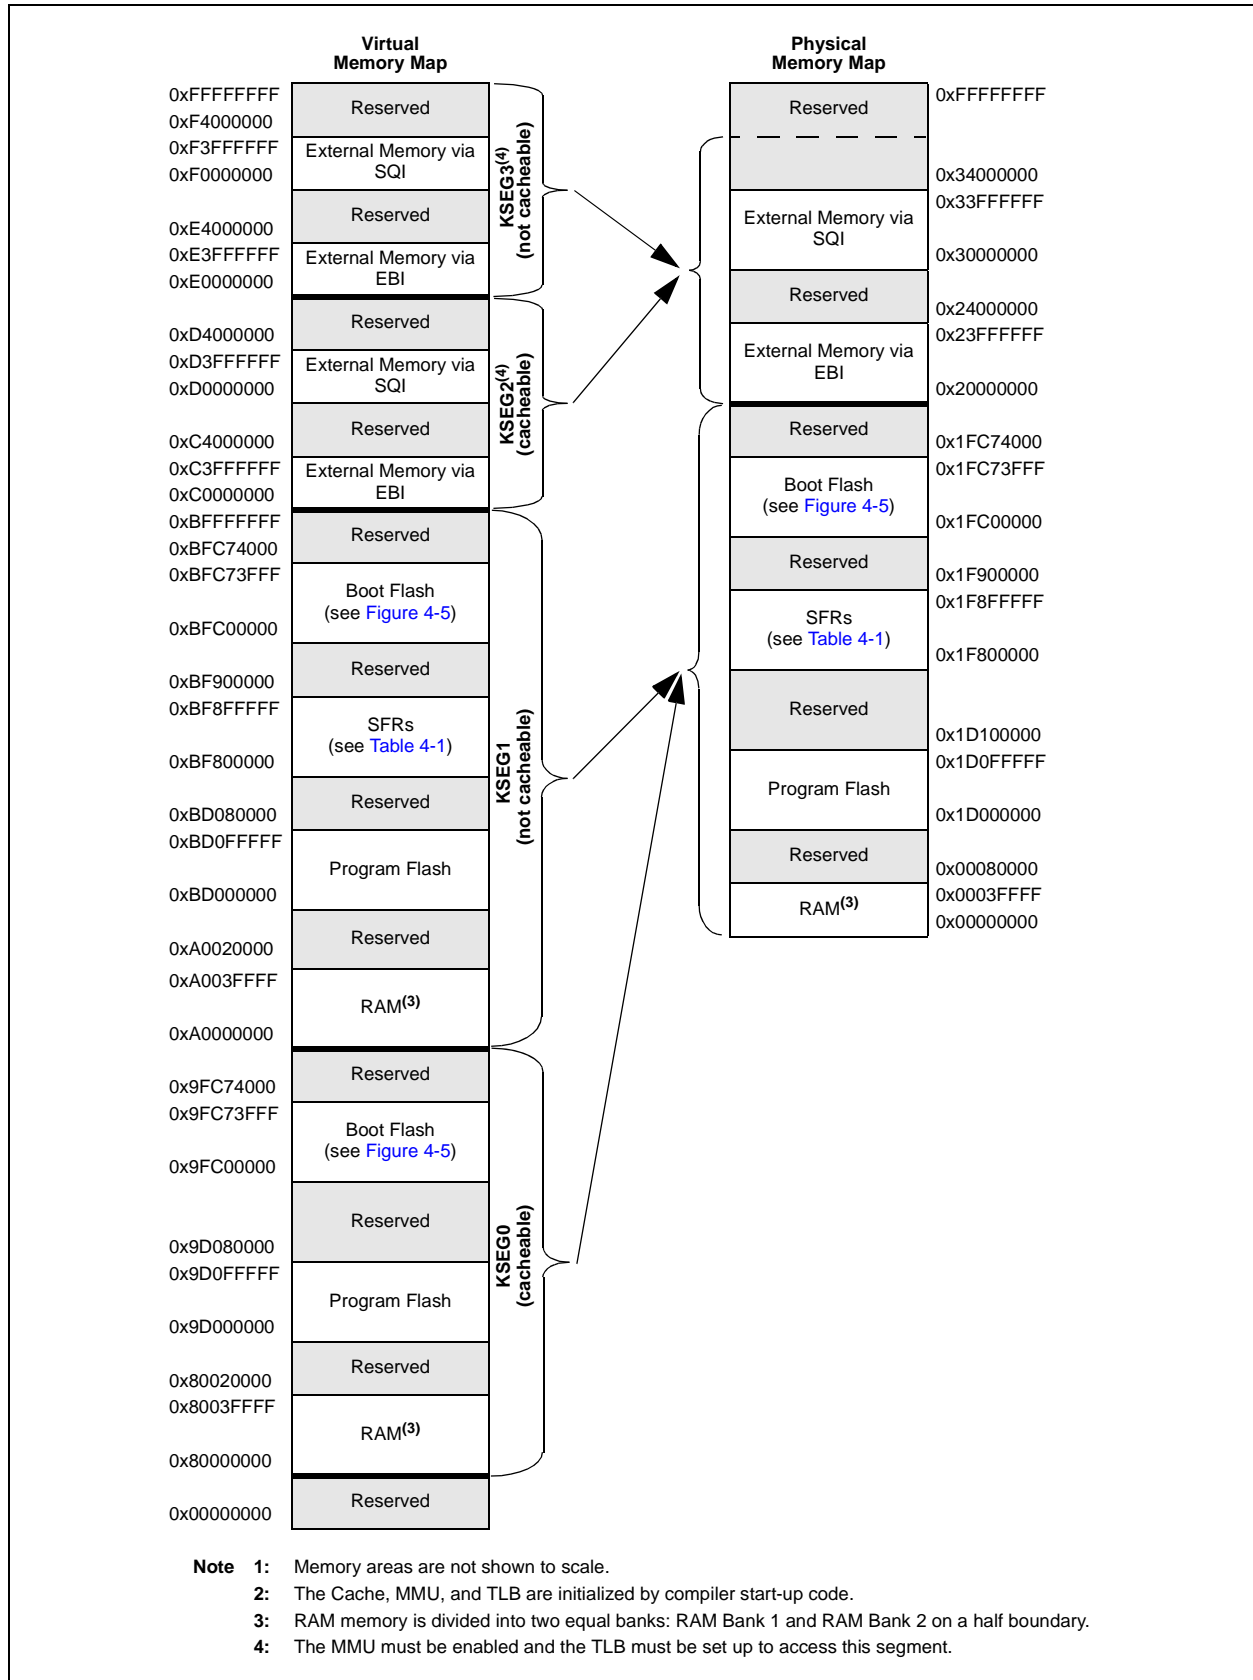 Virtual
Memory Map
0xFFFFFFFF
Reserved
0xF4000000
0xF3FFFFFF
External Memory via
SQI
0xF0000000
Reserved
0xE4000000
0xE3FFFFFF
External Memory via
EBI
0xE0000000
KSEG3(4)
(not cacheable)
Reserved
0xD4000000
0xD3FFFFFF
External Memory via
SQI
0xD0000000
Reserved
0xC4000000
0xC3FFFFFF
External Memory via
EBI
0xC0000000
KSEG2(4)
(cacheable)
0xBFFFFFFF
Reserved
0xBFC74000
0xBFC73FFF
Boot Flash
(see Figure 4-5)
0xBFC00000
Reserved
0xBF900000
0xBF8FFFFF
SFRs
(see Table 4-1)
0xBF800000
Reserved
0xBD080000
0xBD0FFFFF
Program Flash
0xBD000000
Reserved
0xA0020000
0xA003FFFF
RAM(3)
0xA0000000
KSEG1
(not cacheable)
Reserved
0x9FC74000
0x9FC73FFF
Boot Flash
(see Figure 4-5)
0x9FC00000
Reserved
0x9D080000
0x9D0FFFFF
Program Flash
0x9D000000
Reserved
0x80020000
0x8003FFFF
RAM(3)
0x80000000
KSEG0
(cacheable)
Reserved
0x00000000
Physical
Memory Map
0xFFFFFFFF
Reserved
0x34000000
0x33FFFFFF
External Memory via
SQI
0x30000000
Reserved
0x24000000
0x23FFFFFF
External Memory via
EBI
0x20000000
Reserved
0x1FC74000
0x1FC73FFF
Boot Flash
(see Figure 4-5)
0x1FC00000
Reserved
0x1F900000
0x1F8FFFFF
SFRs
(see Table 4-1)
0x1F800000
Reserved
0x1D100000
0x1D0FFFFF
Program Flash
0x1D000000
Reserved
0x00080000
0x0003FFFF
RAM(3)
0x00000000
Note 1: Memory areas are not shown to scale.
2: The Cache, MMU, and TLB are initialized by compiler start-up code.
3: RAM memory is divided into two equal banks: RAM Bank 1 and RAM Bank 2 on a half boundary.
4: The MMU must be enabled and the TLB must be set up to access this segment.